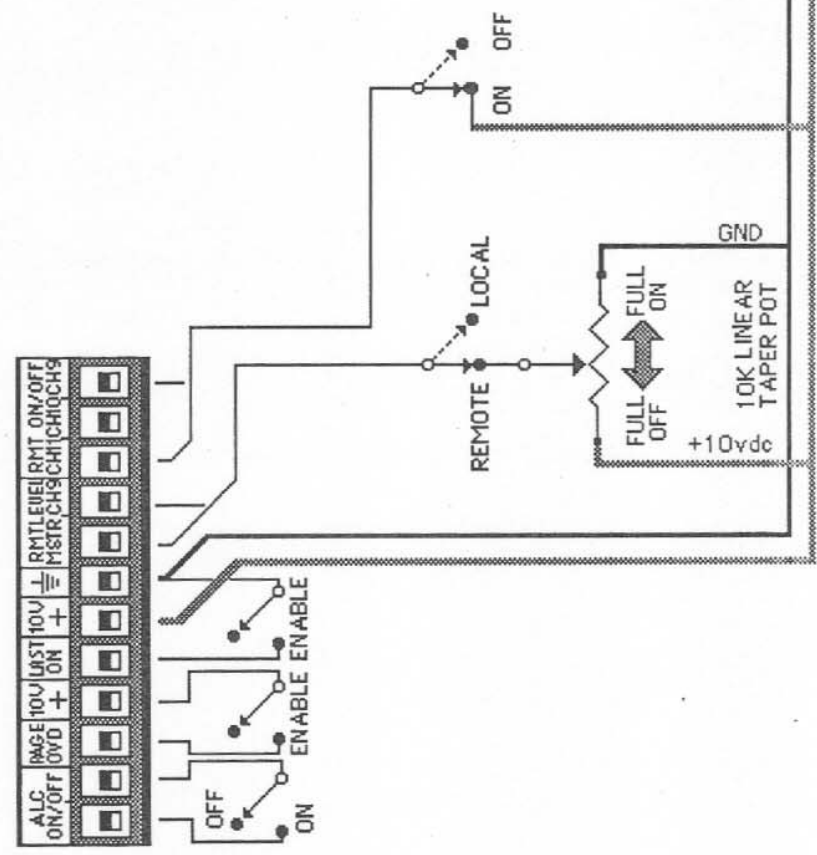 OFF
ON
GND
LOCAL
REMOTE
FULL
ON
FULL
OFF
10K LINEAR
TAPER POT
+10vdc
RMT ON/OFF
CH1 CH10 CH9
RMT LEVEL
MSTR CH9
10V
+
LAST
ON
10V
+
PAGE
OVD
ALC
ON/OFF
ENABLE
ENABLE
OFF
ON